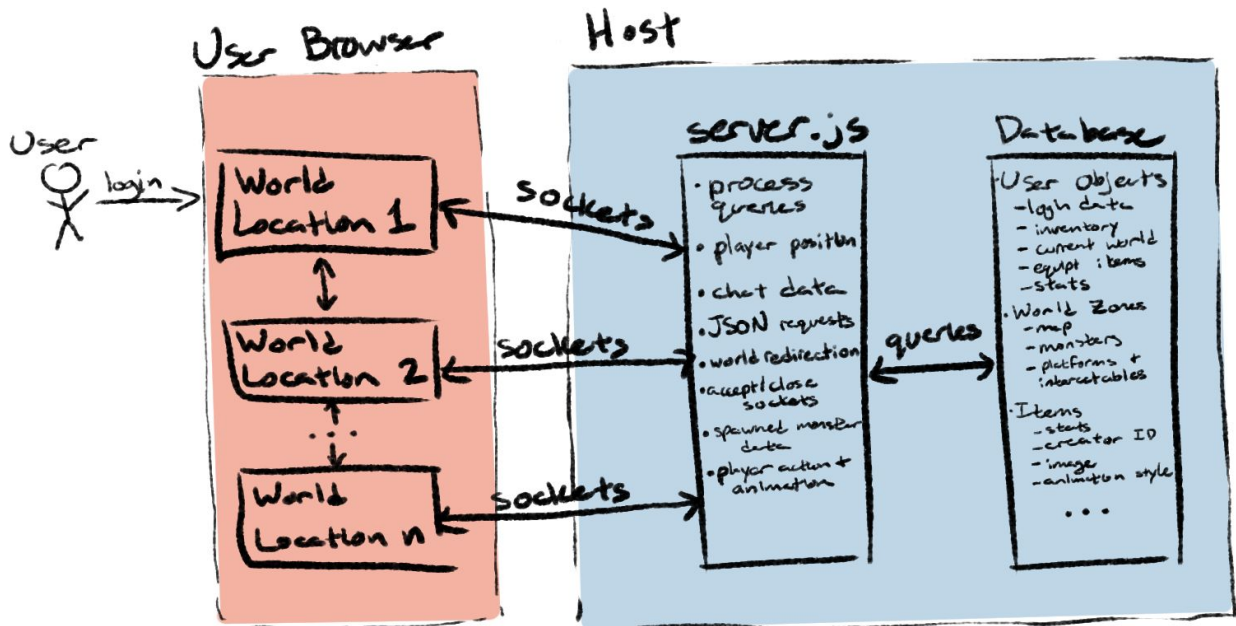 User Browser
Host
User
login
World
Location 1
World
Location 2
...
World
Location n
sockets
sockets
sockets
server.js
• process
queries
• player position
• chat data
• JSON requests
• world redirection
• accept/close
sockets
• spawned monster
data
• player action +
animation
queries
Database
• User Objects
- login data
- inventory
- current world
- equipt items
- stats
• World Zones
- map
- monsters
- platforms +
interactables
• Items
- stats
- creator ID
- image
- animation style
...